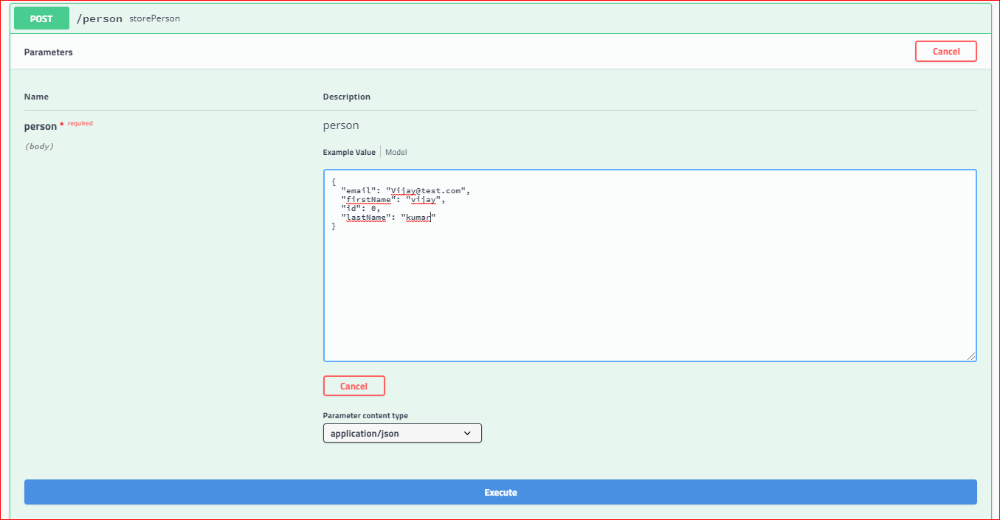 POST /person storePerson
Parameters Cancel
Name Description
person * required person
(body)
Example Value Model
{
  "email": "Vijay@test.com",
  "firstName": "vijay",
  "id": 0,
  "lastName": "kumar"
}
Cancel
Parameter content type
application/json
Execute